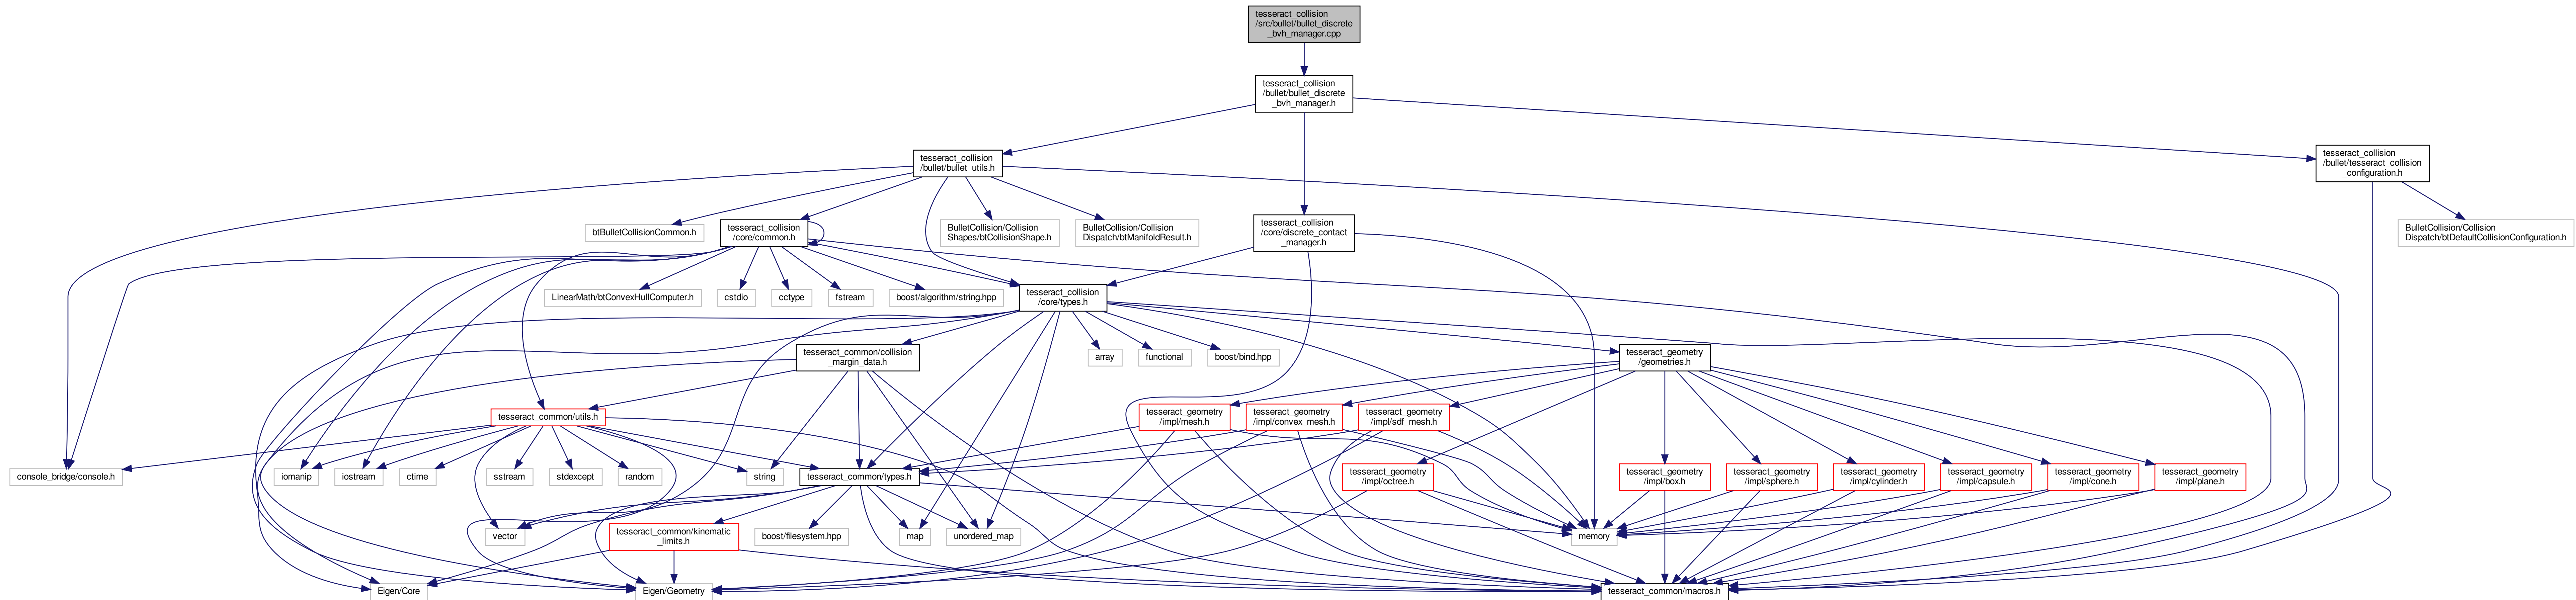 tesseract_collision
/src/bullet/bullet_discrete
_bvh_manager.cpp
tesseract_collision
/bullet/bullet_discrete
_bvh_manager.h
tesseract_collision
/bullet/bullet_utils.h
tesseract_collision
/bullet/tesseract_collision
_configuration.h
btBulletCollisionCommon.h
tesseract_collision
/core/common.h
BulletCollision/Collision
Shapes/btCollisionShape.h
BulletCollision/Collision
Dispatch/btManifoldResult.h
tesseract_collision
/core/discrete_contact
_manager.h
BulletCollision/Collision
Dispatch/btDefaultCollisionConfiguration.h
LinearMath/btConvexHullComputer.h
cstdio
cctype
fstream
boost/algorithm/string.hpp
tesseract_collision
/core/types.h
tesseract_common/collision
_margin_data.h
array
functional
boost/bind.hpp
tesseract_geometry
/geometries.h
tesseract_common/utils.h
tesseract_geometry
/impl/mesh.h
tesseract_geometry
/impl/convex_mesh.h
tesseract_geometry
/impl/sdf_mesh.h
console_bridge/console.h
iomanip
iostream
ctime
sstream
stdexcept
random
string
tesseract_common/types.h
tesseract_geometry
/impl/octree.h
tesseract_geometry
/impl/box.h
tesseract_geometry
/impl/sphere.h
tesseract_geometry
/impl/cylinder.h
tesseract_geometry
/impl/capsule.h
tesseract_geometry
/impl/cone.h
tesseract_geometry
/impl/plane.h
vector
tesseract_common/kinematic
_limits.h
boost/filesystem.hpp
map
unordered_map
memory
Eigen/Core
Eigen/Geometry
tesseract_common/macros.h